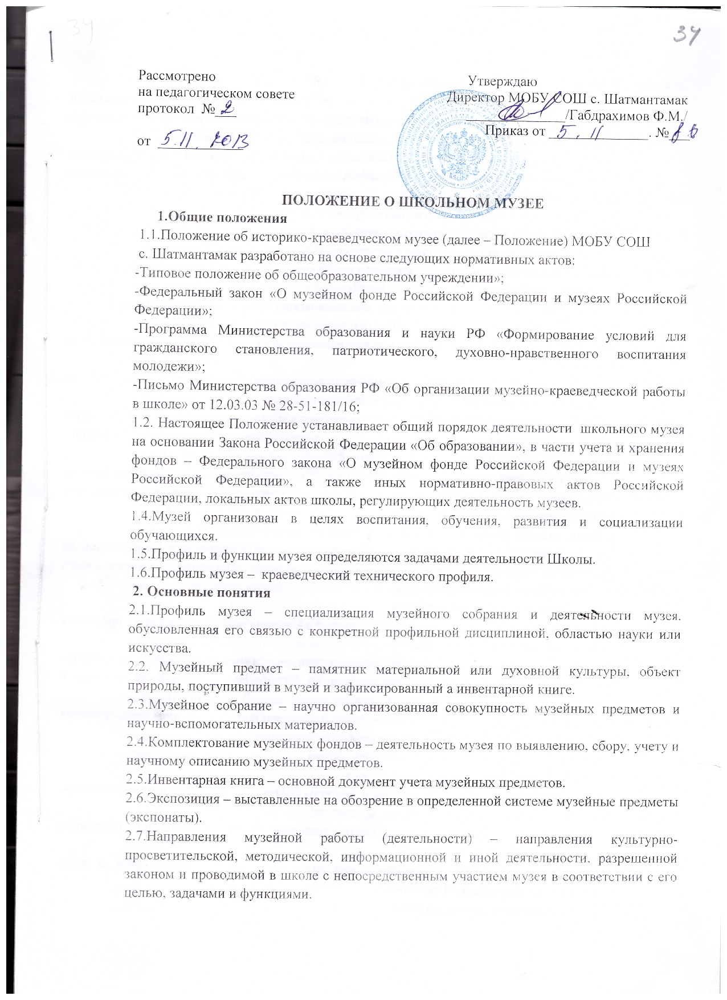 34
Рассмотрено
на педагогическом совете
протокол № 2
от 5.11.2013
Утверждаю
Директор МОБУ СОШ с. Шатмантамак
/Габдрахимов Ф.М./
Приказ от 5.11 . №
ПОЛОЖЕНИЕ О ШКОЛЬНОМ МУЗЕЕ
1.Общие положения
1.1.Положение об историко-краеведческом музее (далее – Положение) МОБУ СОШ
с. Шатмантамак разработано на основе следующих нормативных актов:
-Типовое положение об общеобразовательном учреждении»;
-Федеральный закон «О музейном фонде Российской Федерации и музеях Российской
Федерации»;
-Программа Министерства образования и науки РФ «Формирование условий для
гражданского становления, патриотического, духовно-нравственного воспитания
молодежи»;
-Письмо Министерства образования РФ «Об организации музейно-краеведческой работы
в школе» от 12.03.03 № 28-51-181/16;
1.2. Настоящее Положение устанавливает общий порядок деятельности школьного музея
на основании Закона Российской Федерации «Об образовании», в части учета и хранения
фондов – Федерального закона «О музейном фонде Российской Федерации и музеях
Российской Федерации», а также иных нормативно-правовых актов Российской
Федерации, локальных актов школы, регулирующих деятельность музеев.
1.4.Музей организован в целях воспитания, обучения, развития и социализации
обучающихся.
1.5.Профиль и функции музея определяются задачами деятельности Школы.
1.6.Профиль музея – краеведческий технического профиля.
2. Основные понятия
2.1.Профиль музея – специализация музейного собрания и деятельности музея,
обусловленная его связью с конкретной профильной дисциплиной, областью науки или
искусства.
2.2. Музейный предмет – памятник материальной или духовной культуры, объект
природы, поступивший в музей и зафиксированный а инвентарной книге.
2.3.Музейное собрание – научно организованная совокупность музейных предметов и
научно-вспомогательных материалов.
2.4.Комплектование музейных фондов – деятельность музея по выявлению, сбору, учету и
научному описанию музейных предметов.
2.5.Инвентарная книга – основной документ учета музейных предметов.
2.6.Экспозиция – выставленные на обозрение в определенной системе музейные предметы
(экспонаты).
2.7.Направления музейной работы (деятельности) – направления культурно-
просветительской, методической, информационной и иной деятельности, разрешенной
законом и проводимой в школе с непосредственным участием музея в соответствии с его
целью, задачами и функциями.